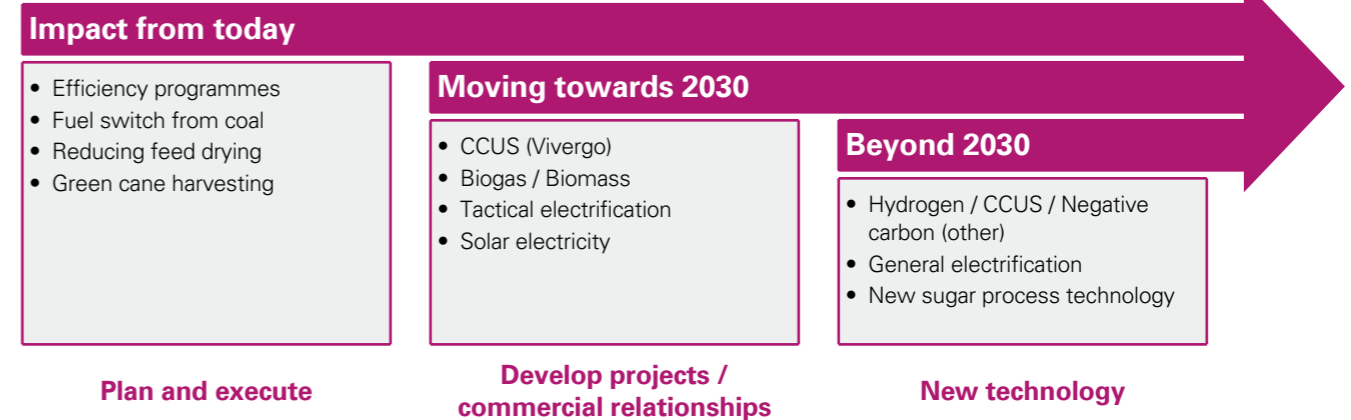 Impact from today
• Efficiency programmes
• Fuel switch from coal
• Reducing feed drying
• Green cane harvesting
Moving towards 2030
• CCUS (Vivergo)
• Biogas / Biomass
• Tactical electrification
• Solar electricity
Beyond 2030
• Hydrogen / CCUS / Negative
carbon (other)
• General electrification
• New sugar process technology
Plan and execute
Develop projects /
commercial relationships
New technology